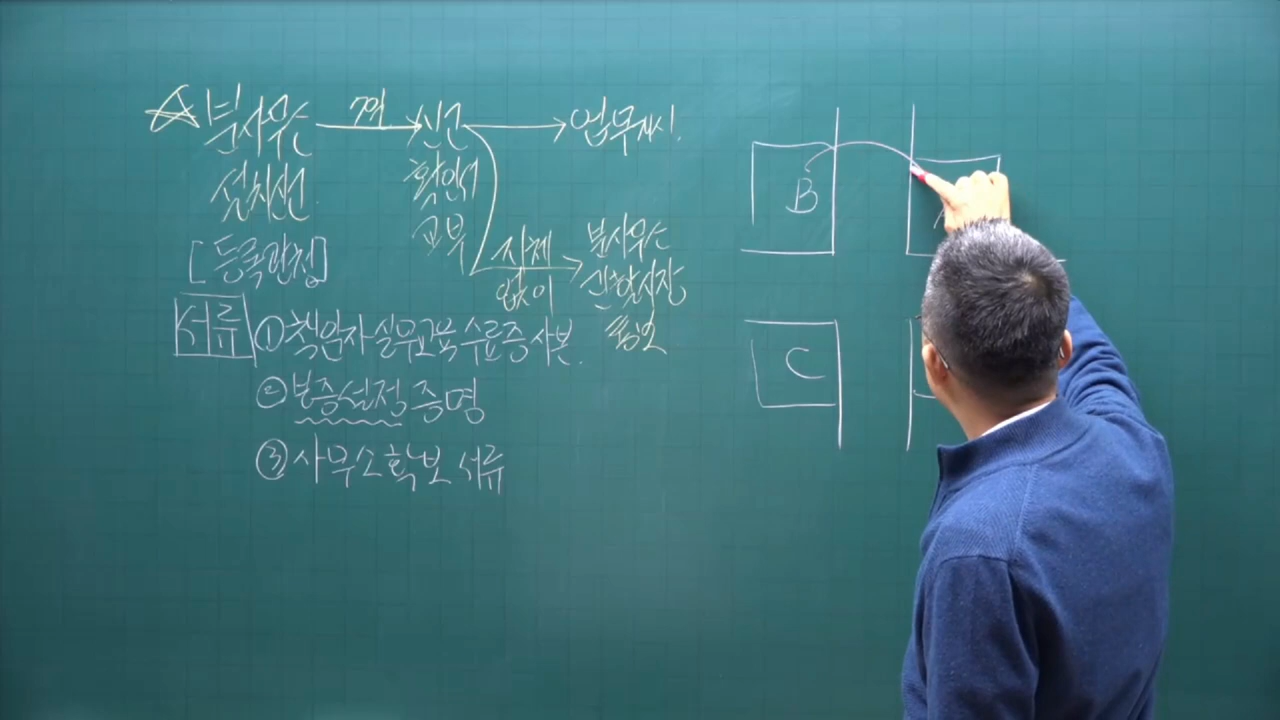 분사무소 → 신고 → 업무개시.
설치신고.
확인서
교부
지체
없이
분사무소
관할시장
통보
[등록관청]
서류 ① 책임자 실무교육 수료증 사본.
② 보증설정 증명
③ 사무소 확보 서류
B
C